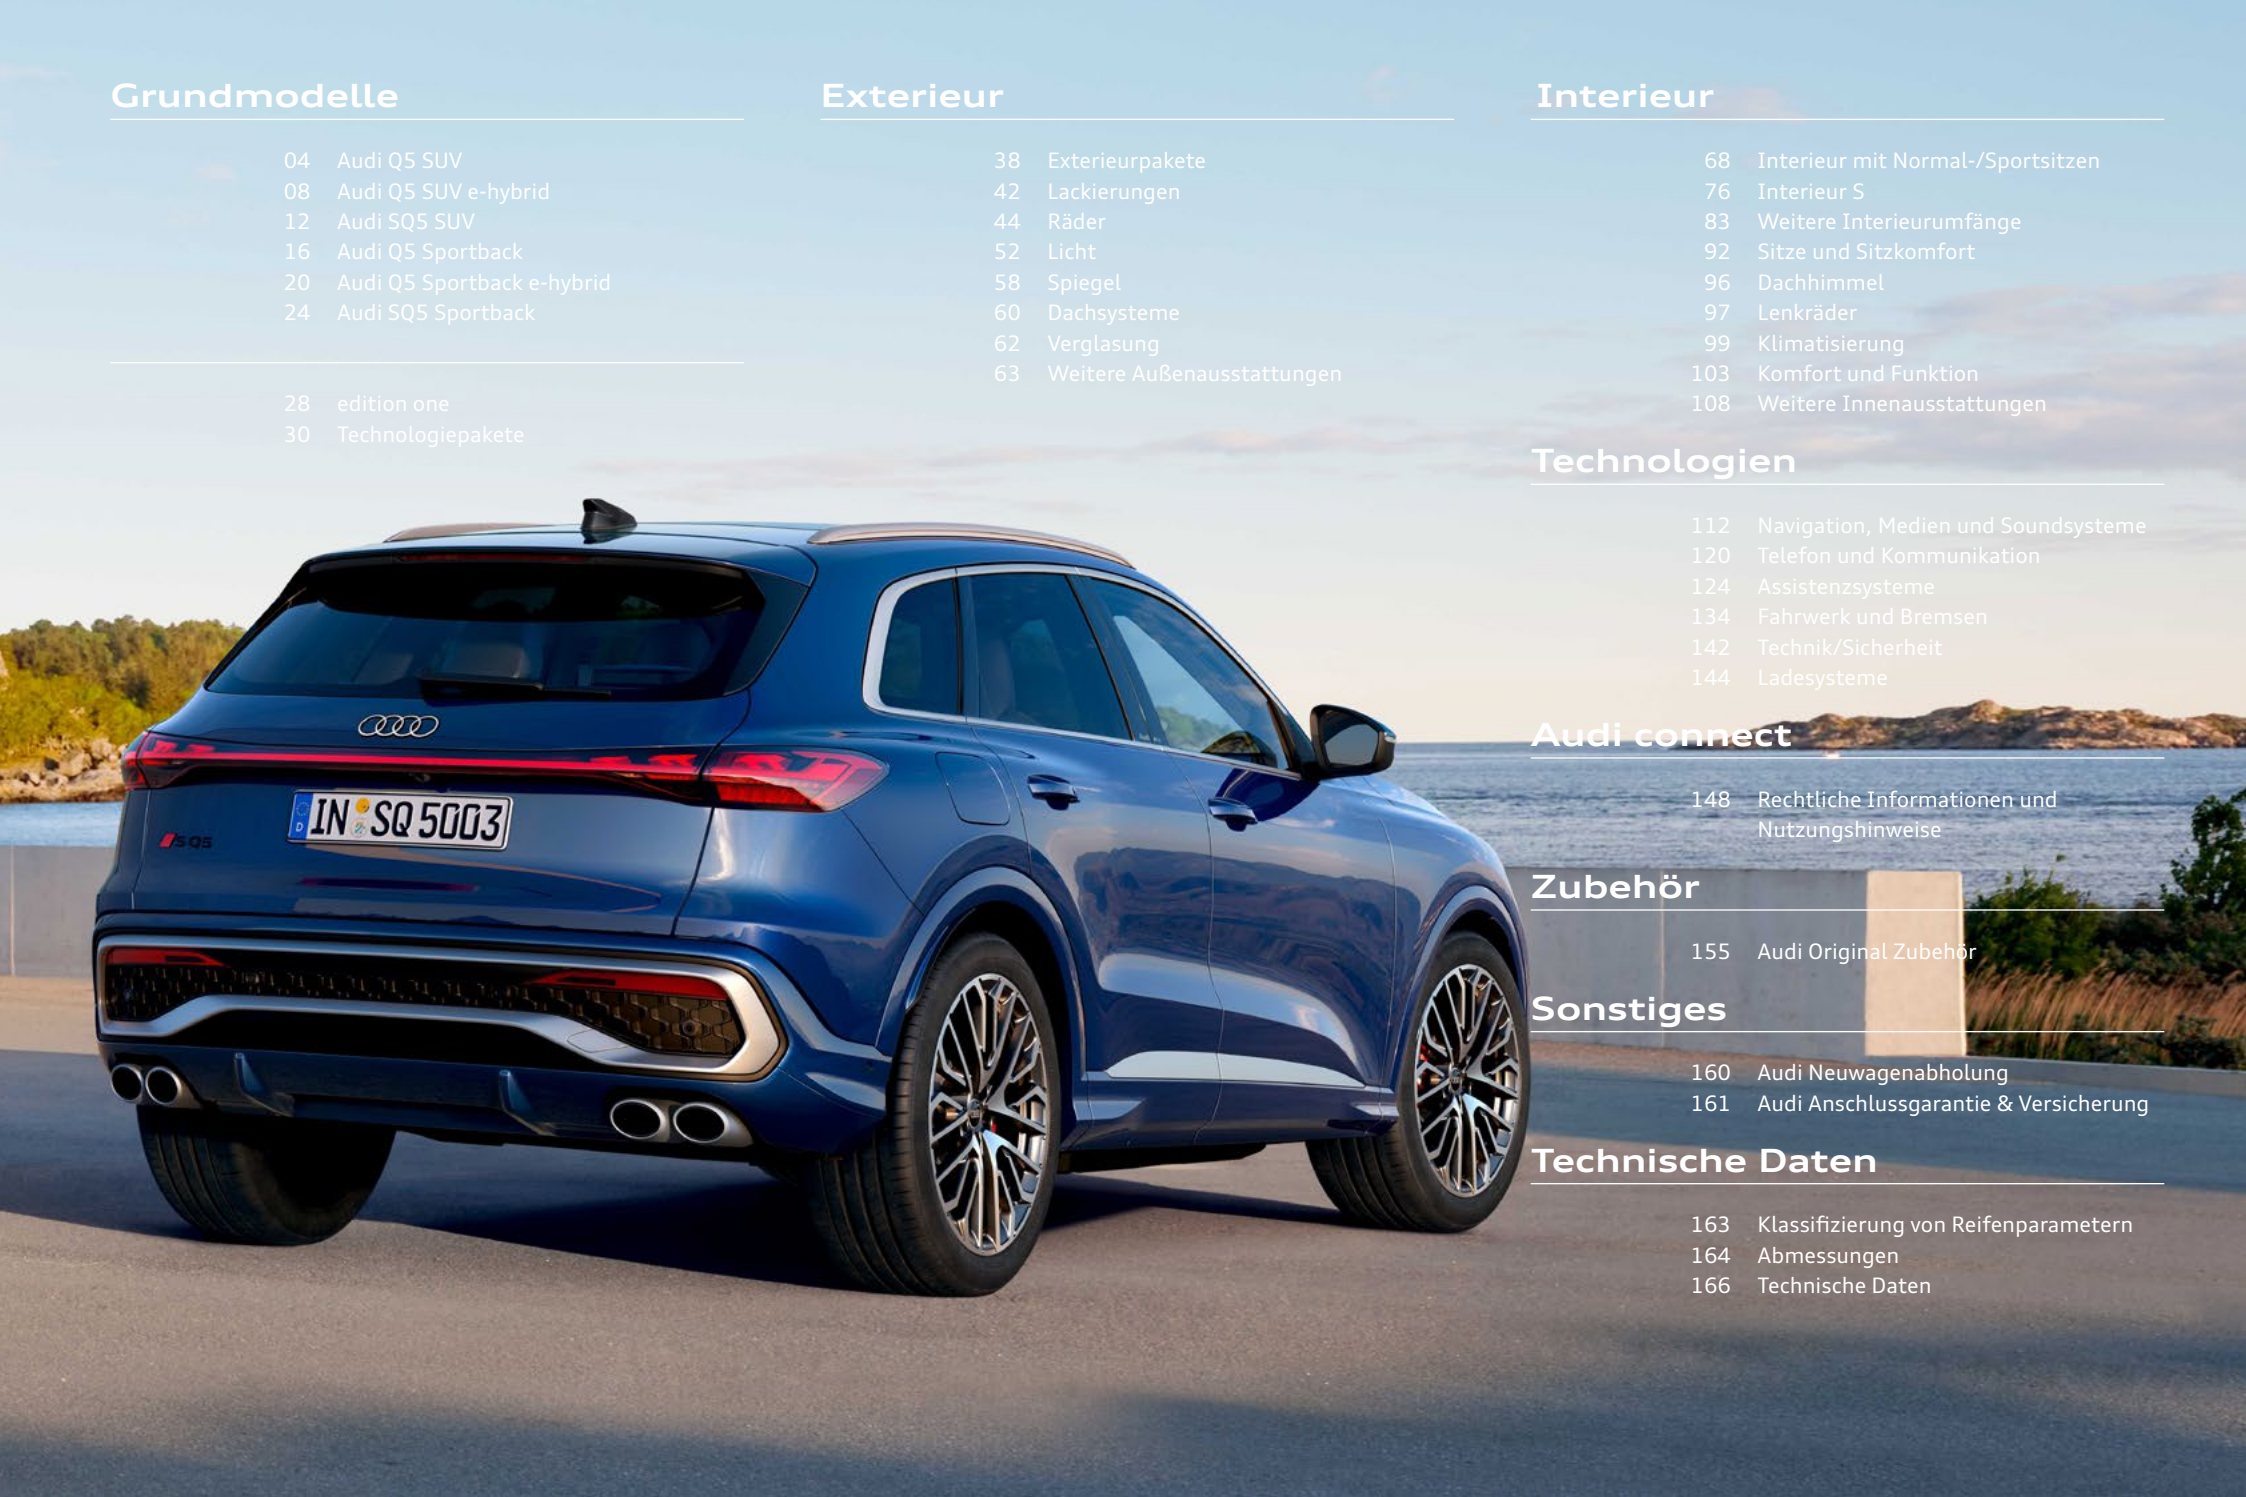 Grundmodelle
04 Audi Q5 SUV
08 Audi Q5 SUV e-hybrid
12 Audi SQ5 SUV
16 Audi Q5 Sportback
20 Audi Q5 Sportback e-hybrid
24 Audi SQ5 Sportback
28 edition one
30 Technologiepakete
Exterieur
38 Exterieurpakete
42 Lackierungen
44 Räder
52 Licht
58 Spiegel
60 Dachsysteme
62 Verglasung
63 Weitere Außenausstattungen
Interieur
68 Interieur mit Normal-/Sportsitzen
76 Interieur S
83 Weitere Interieurumfänge
92 Sitze und Sitzkomfort
96 Dachhimmel
97 Lenkräder
99 Klimatisierung
103 Komfort und Funktion
108 Weitere Innenausstattungen
Technologien
112 Navigation, Medien und Soundsysteme
120 Telefon und Kommunikation
124 Assistenzsysteme
134 Fahrwerk und Bremsen
142 Technik/Sicherheit
144 Ladesysteme
Audi connect
148 Rechtliche Informationen und
Nutzungshinweise
Zubehör
155 Audi Original Zubehör
Sonstiges
160 Audi Neuwagenabholung
161 Audi Anschlussgarantie & Versicherung
Technische Daten
163 Klassifizierung von Reifenparametern
164 Abmessungen
166 Technische Daten
D IN SQ 5003
SQ5